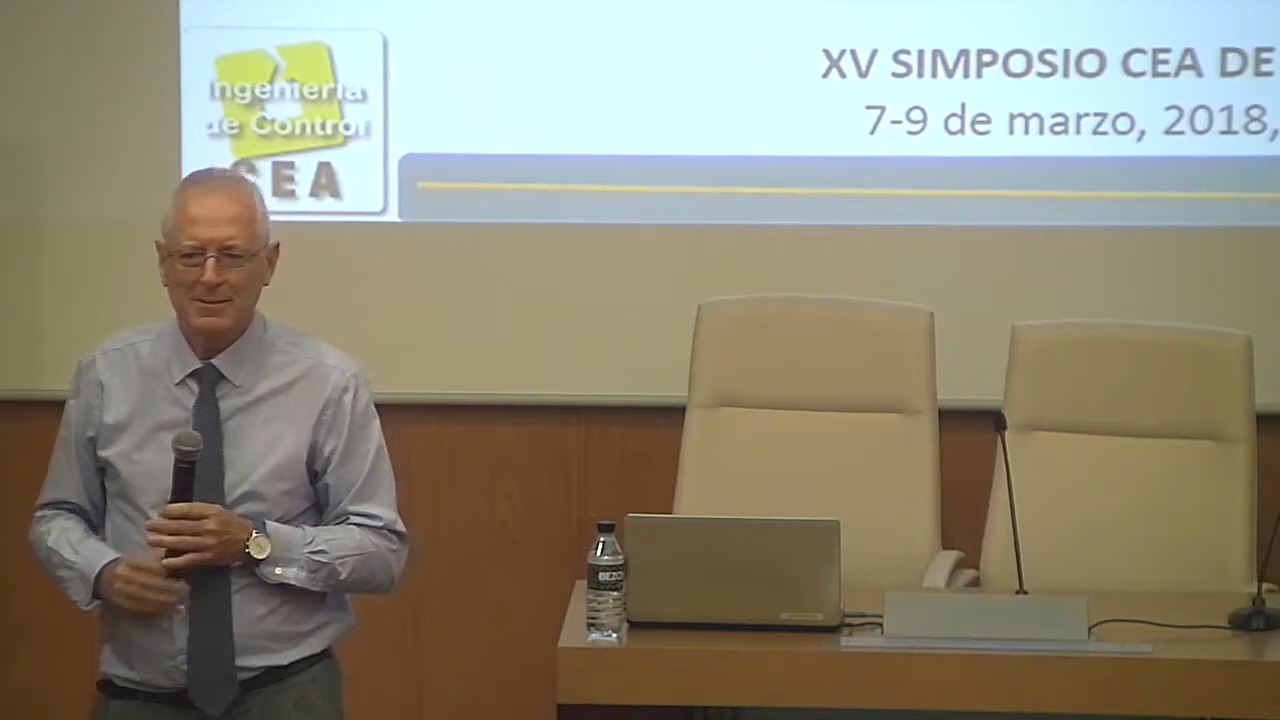 Ingeniería
de Control
CEA
XV SIMPOSIO CEA DE
7-9 de marzo, 2018,